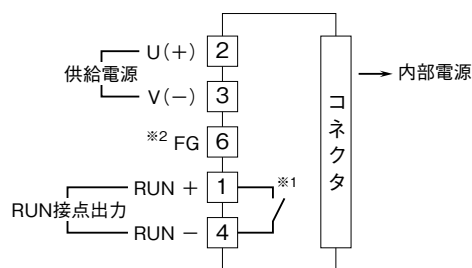 U(+) 2
供給電源
V(−) 3
※2 FG 6
RUN + 1
※1
RUN接点出力
RUN − 4
コネクタ
内部電源